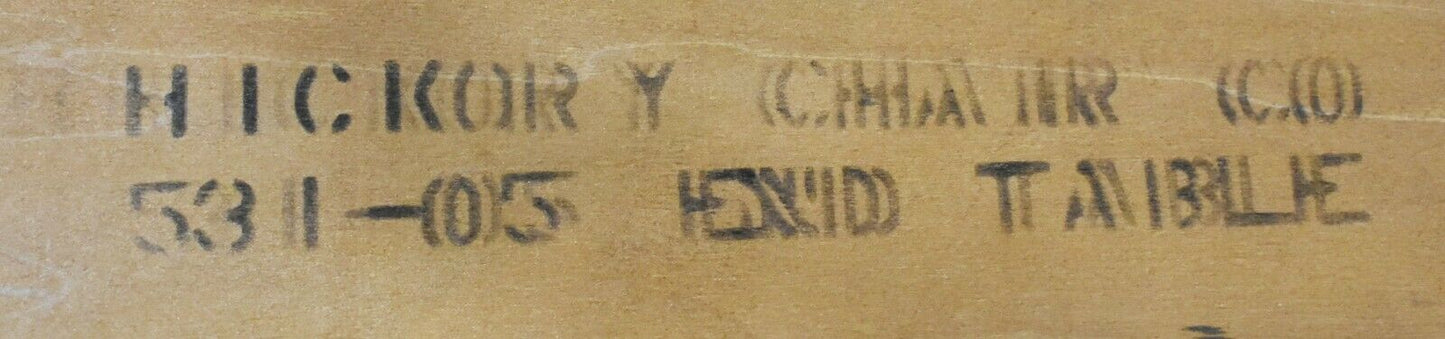 HICKORY CHAIR CO
531-05 END TABLE